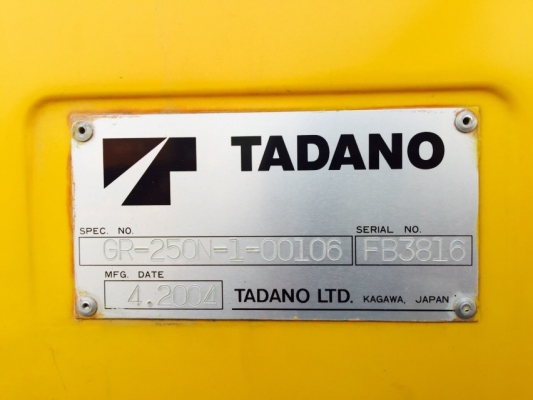 TADANO
SPEC. NO. SERIAL NO.
GR-250N-1-00106 FB3816
MFG. DATE
4.2004 TADANO LTD. KAGAWA, JAPAN